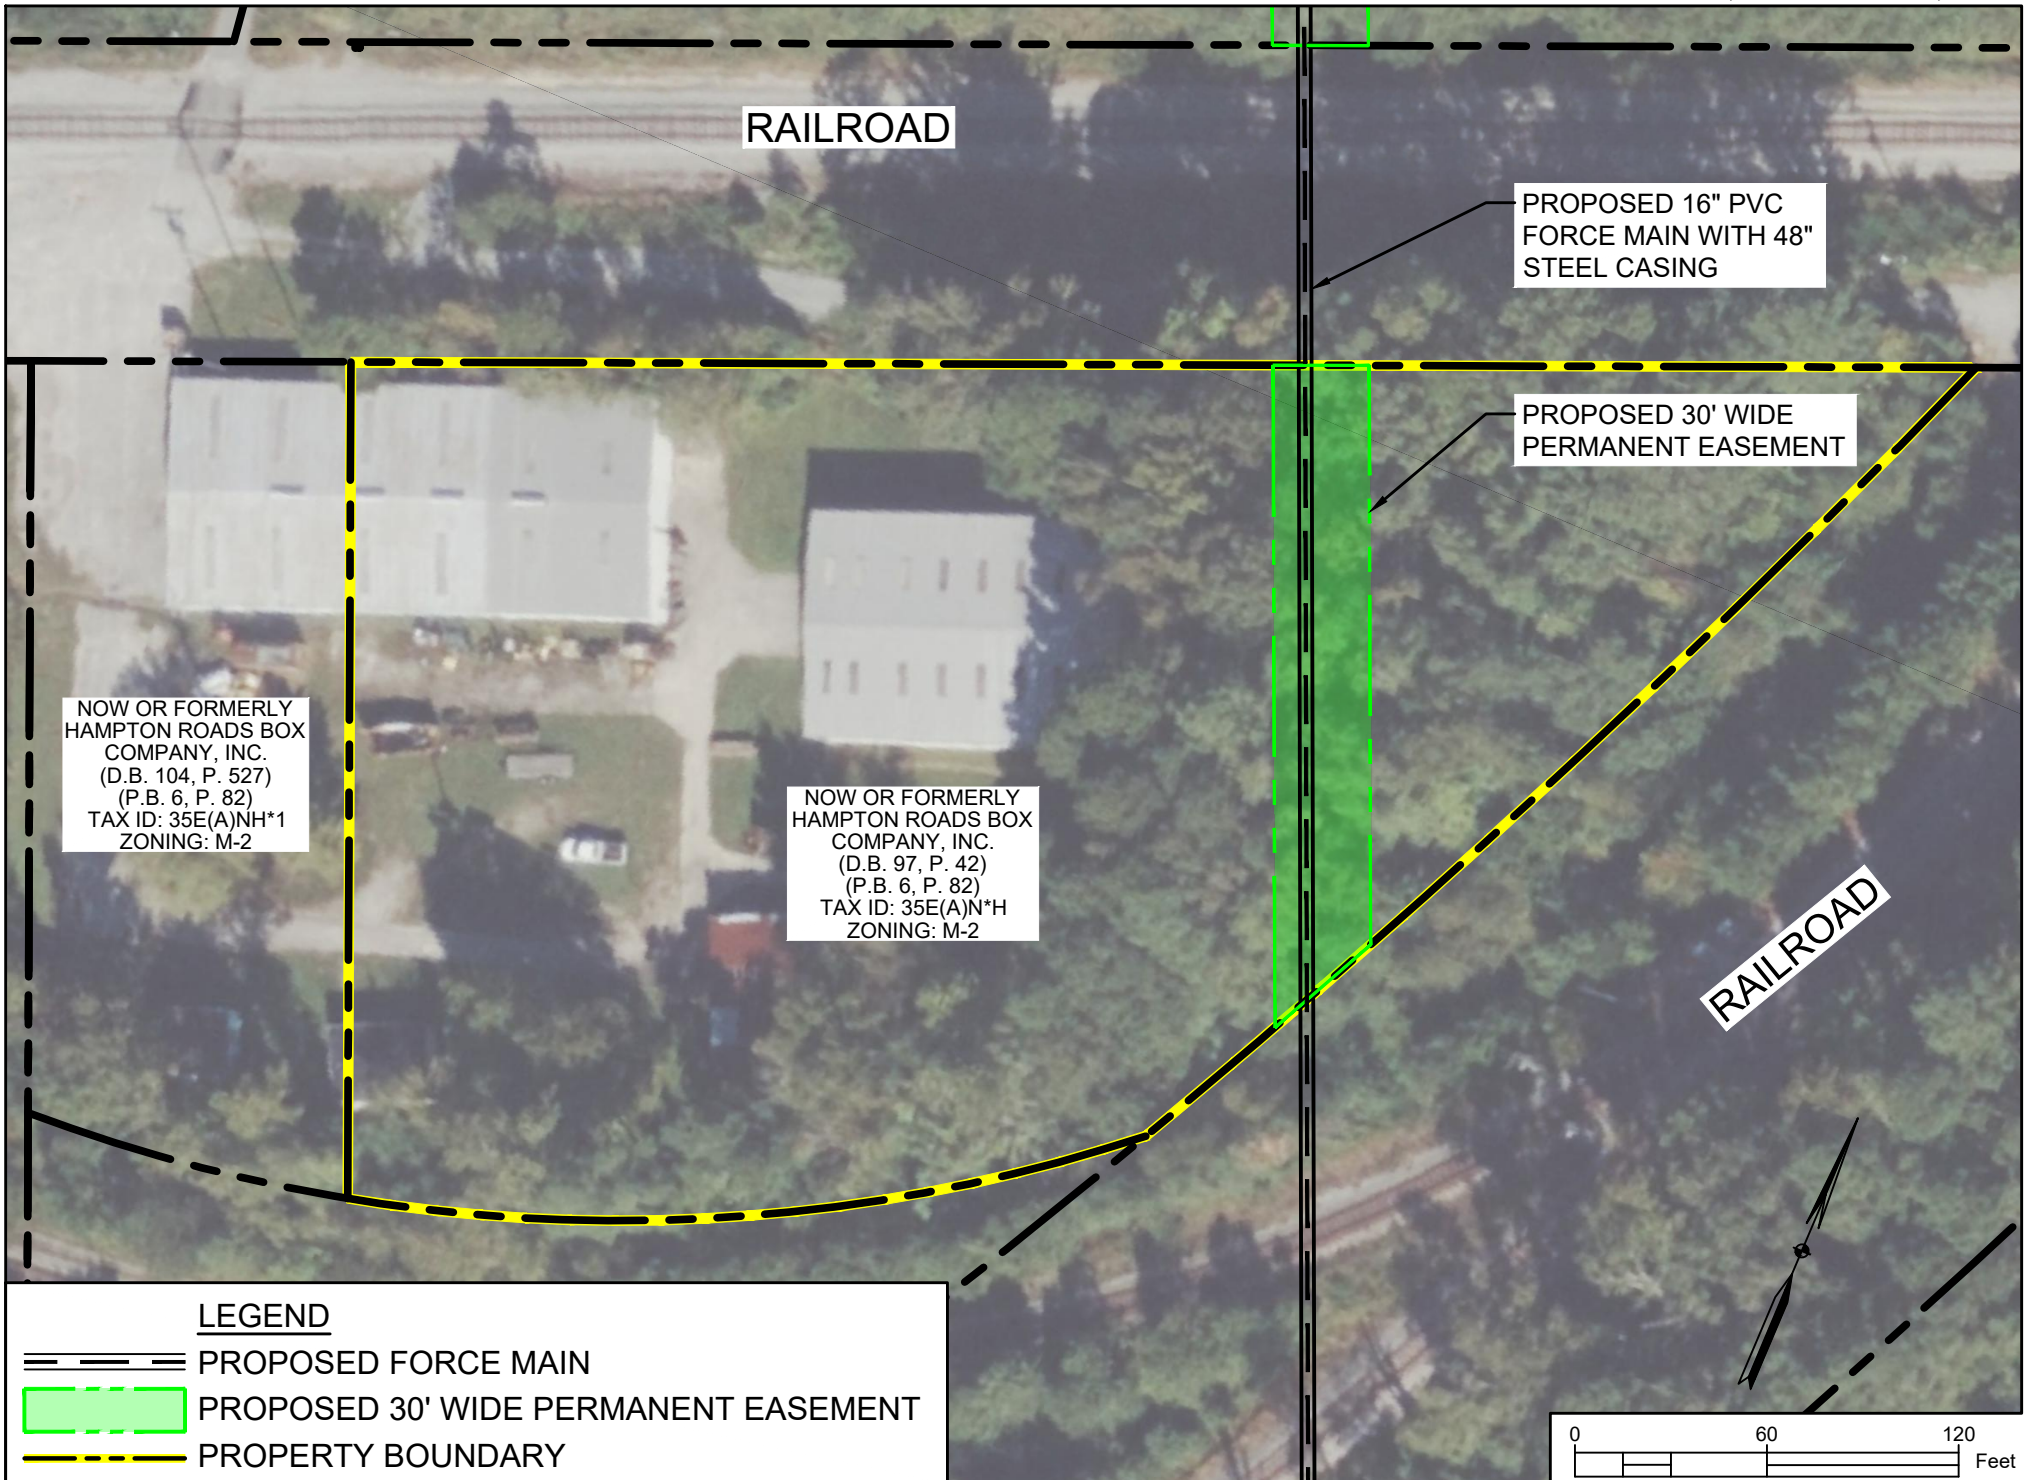 RAILROAD
PROPOSED 16" PVC
FORCE MAIN WITH 48"
STEEL CASING
PROPOSED 30' WIDE
PERMANENT EASEMENT
NOW OR FORMERLY
HAMPTON ROADS BOX
COMPANY, INC.
(D.B. 104, P. 527)
(P.B. 6, P. 82)
TAX ID: 35E(A)NH*1
ZONING: M-2
NOW OR FORMERLY
HAMPTON ROADS BOX
COMPANY, INC.
(D.B. 97, P. 42)
(P.B. 6, P. 82)
TAX ID: 35E(A)N*H
ZONING: M-2
RAILROAD
LEGEND
PROPOSED FORCE MAIN
PROPOSED 30' WIDE PERMANENT EASEMENT
PROPERTY BOUNDARY
0 60 120
Feet